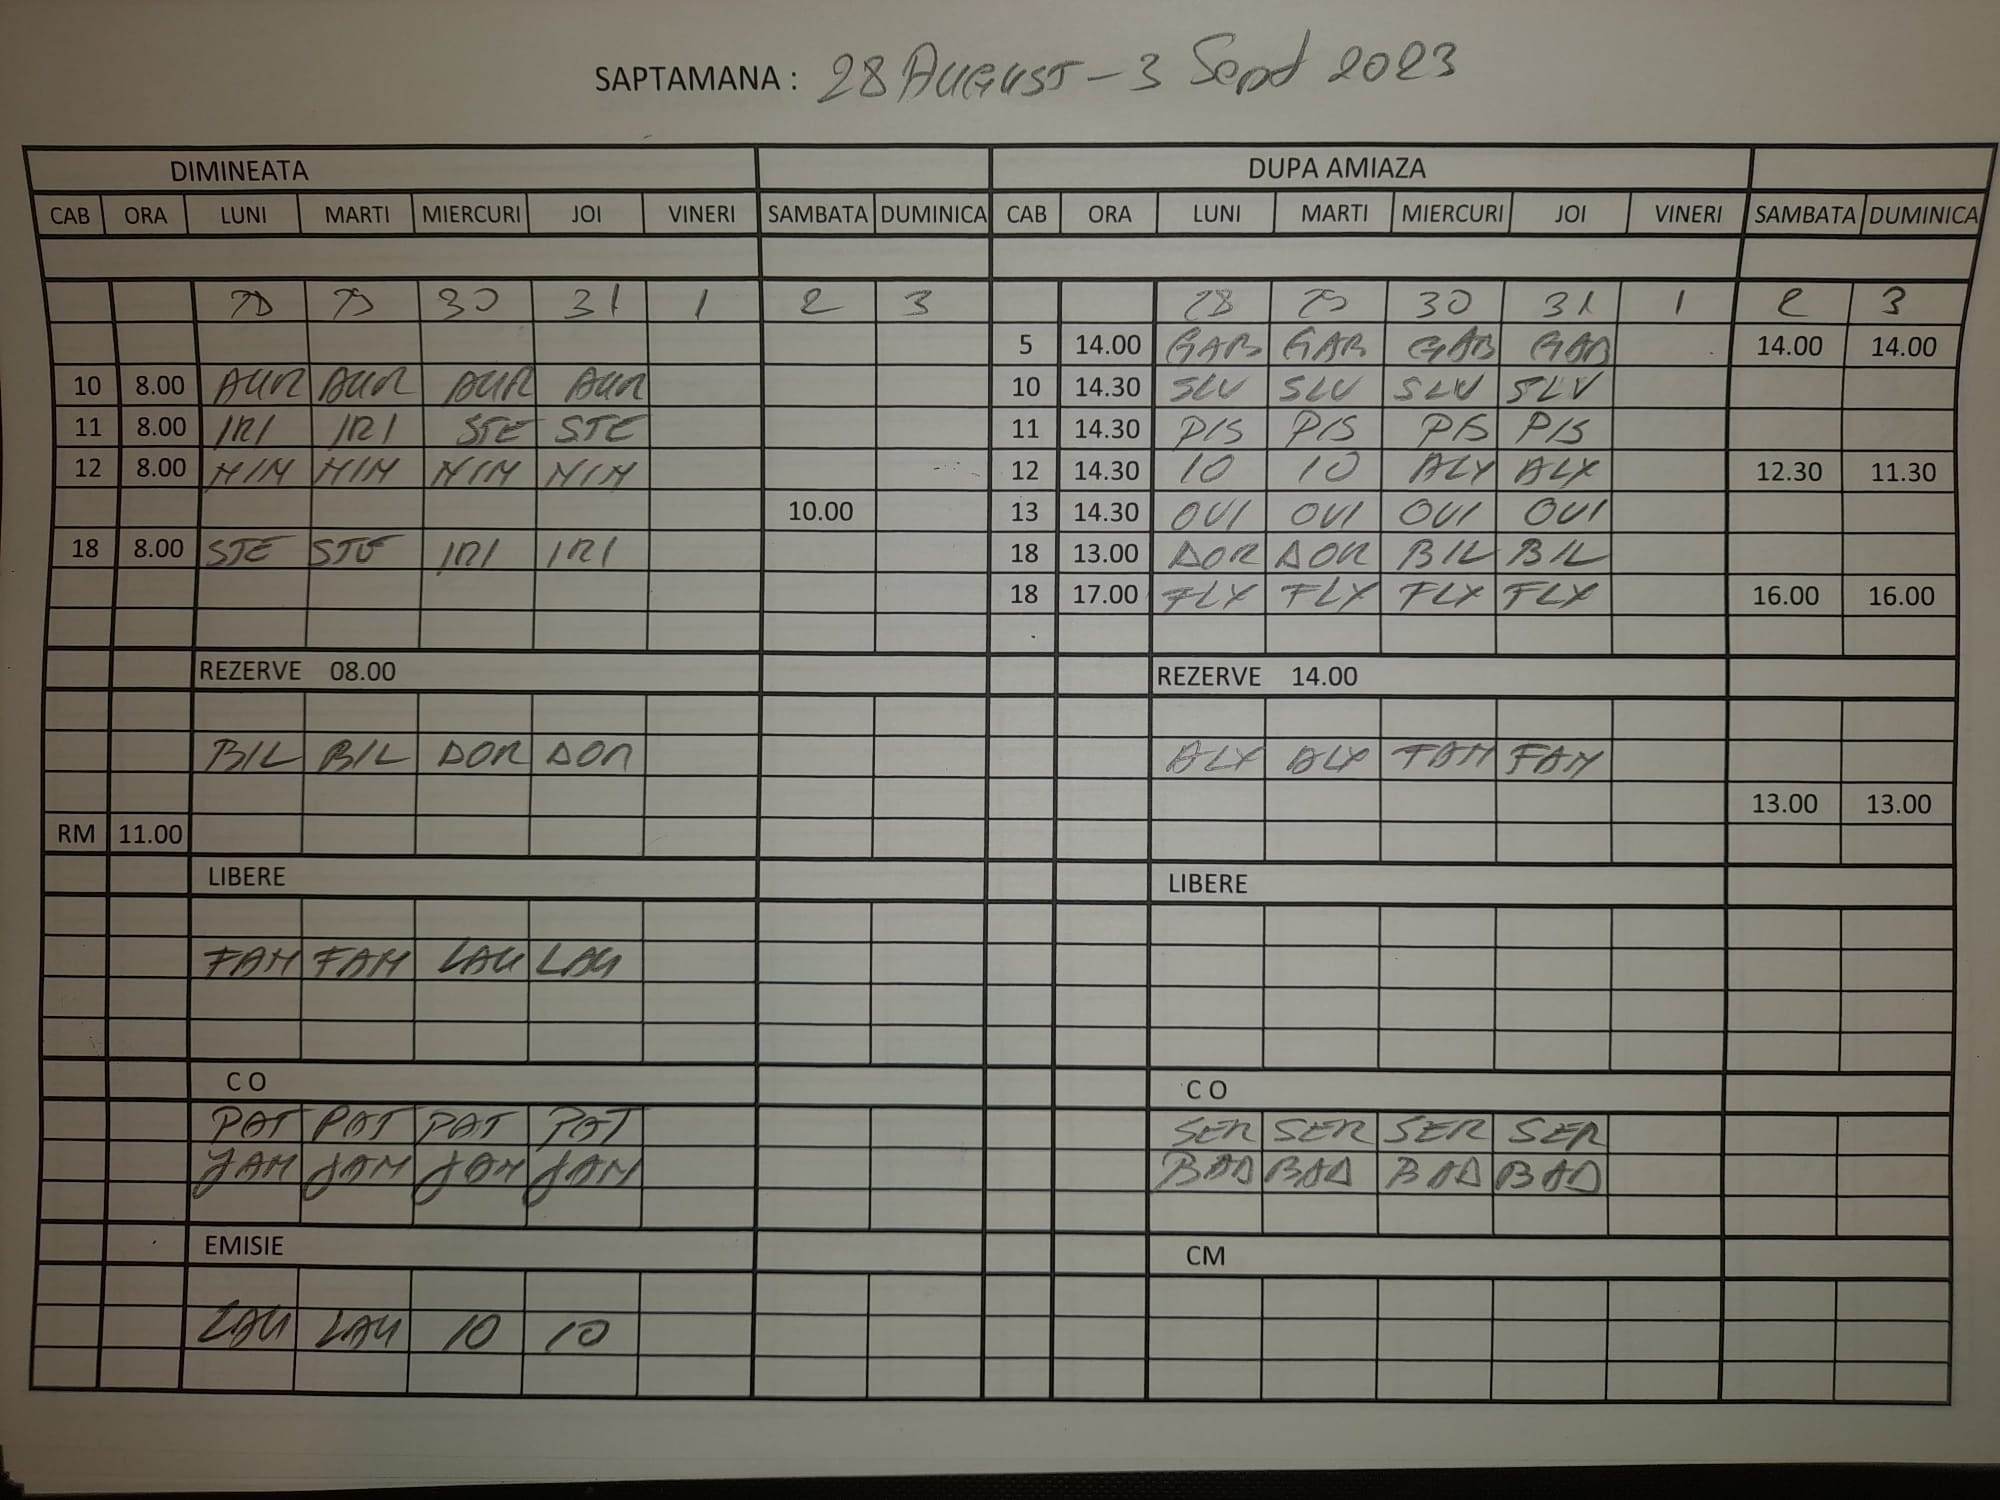 SAPTAMANA : 28 AUGUST - 3 Sept 2023
DIMINEATA DUPA AMIAZA
CAB ORA LUNI MARTI MIERCURI JOI VINERI SAMBATA DUMINICA CAB ORA LUNI MARTI MIERCURI JOI VINERI SAMBATA DUMINICA
30 31 1 2 3 28 29 30 31 1 2 3
5 14.00 GAB GAB GAB GAB 14.00 14.00
10 8.00 AUR AUR AUR AUR 10 14.30 SLV SLV SLV SLV
11 8.00 IRI IRI STE STE 11 14.30 PIS PIS PIS PIS
12 8.00 MIM MIM MIM MIM 12 14.30 IO IO ALX ALX 12.30 11.30
10.00 13 14.30 OVI OVI OVI OVI
18 8.00 STE STE IRI IRI 18 13.00 DOR DOR BIL BIL
18 17.00 FLX FLX FLX FLX 16.00 16.00
REZERVE 08.00 REZERVE 14.00
BIL BIL DOR DOR ALX ALX FAM FAM
13.00 13.00
RM 11.00
LIBERE LIBERE
FAM FAM LAU LAU
C O C O
PAT PAT PAT PAT SER SER SER SER
JAM JAM JAM JAM BAD BAD BAD BAD
EMISIE CM
LAU LAU IO IO